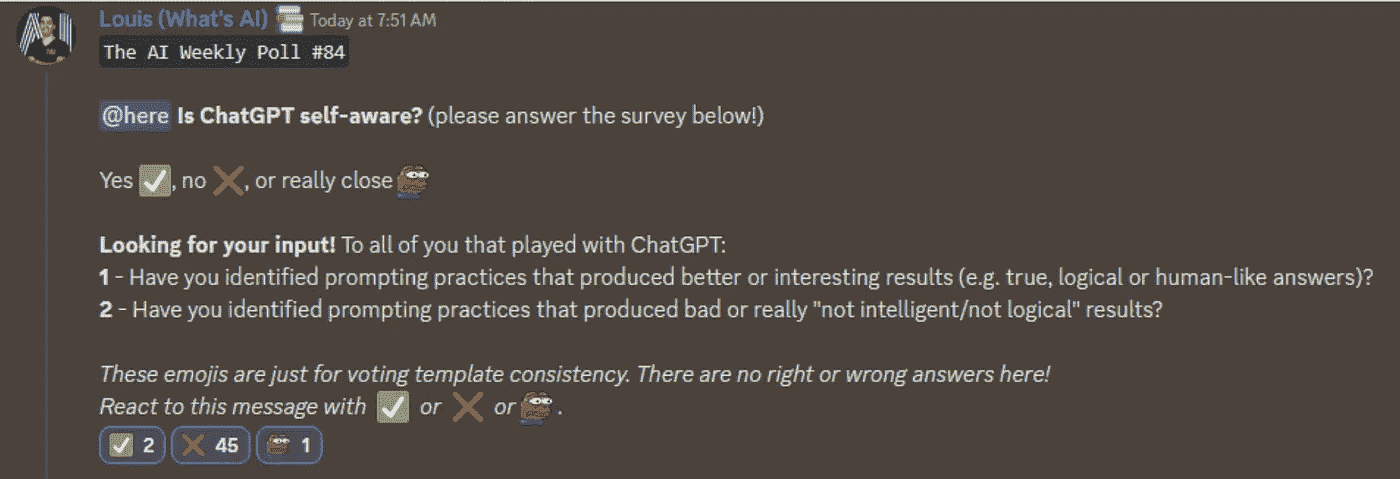 Louis (What's AI) Today at 7:51 AM
The AI Weekly Poll #84
@here Is ChatGPT self-aware? (please answer the survey below!)
Yes ✅, no ❌, or really close
Looking for your input! To all of you that played with ChatGPT:
1 - Have you identified prompting practices that produced better or interesting results (e.g. true, logical or human-like answers)?
2 - Have you identified prompting practices that produced bad or really "not intelligent/not logical" results?
These emojis are just for voting template consistency. There are no right or wrong answers here!
React to this message with ✅ or ❌ or .
✅ 2 ❌ 45 1